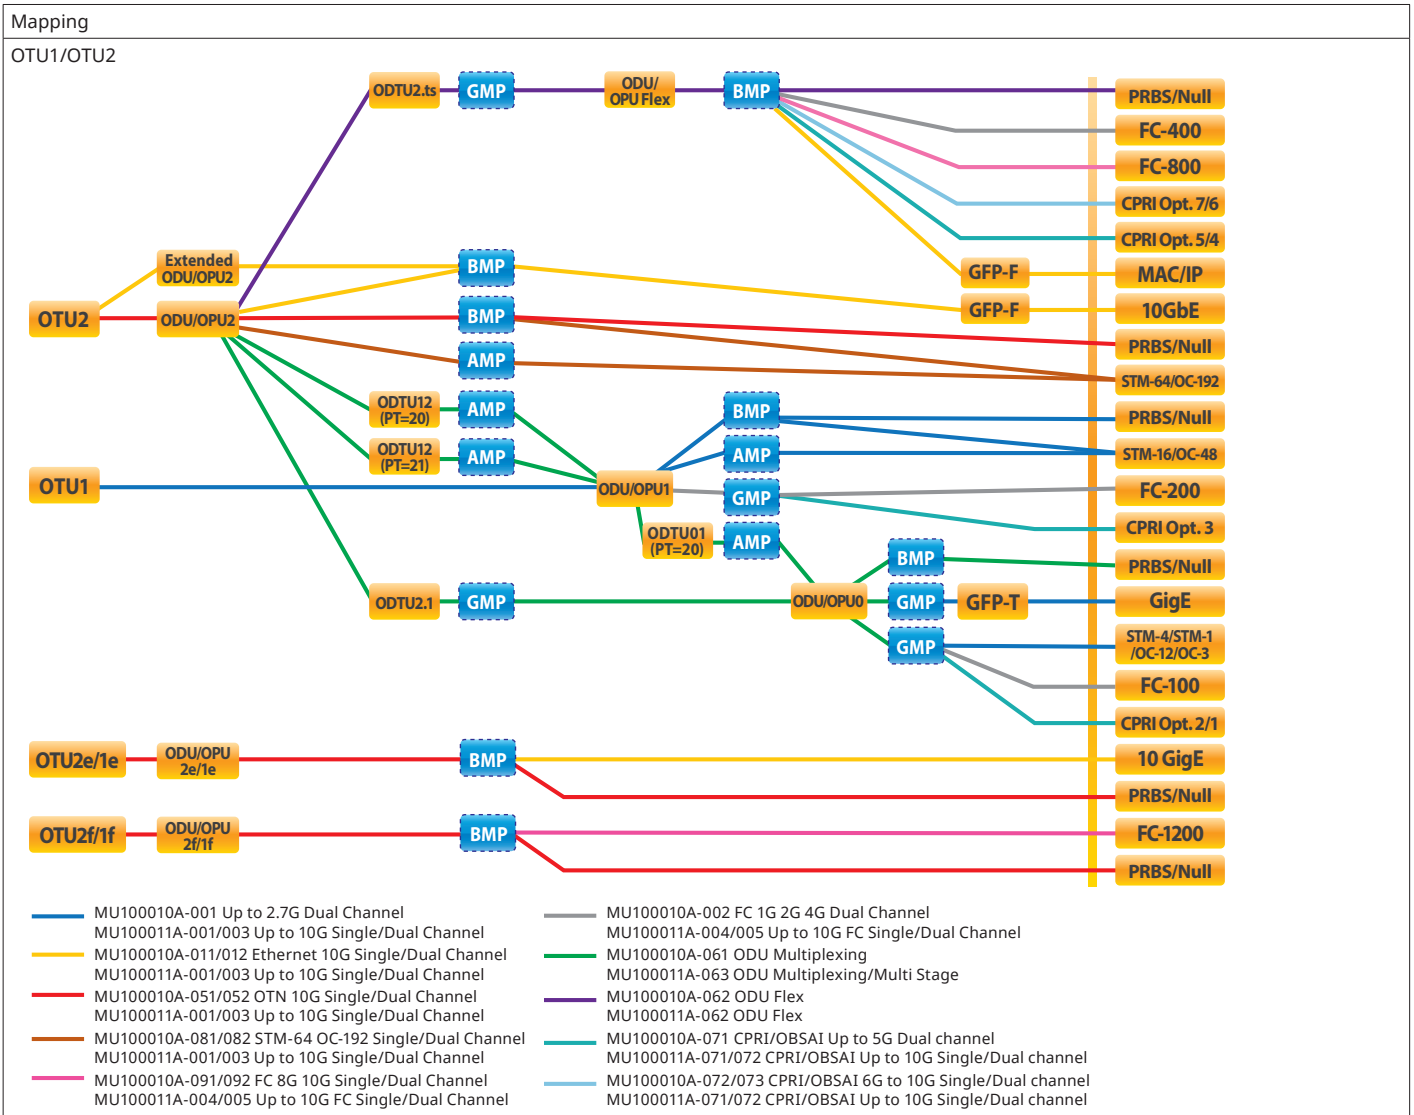 Mapping
OTU1/OTU2
ODTU2.ts
GMP
ODU/
OPU Flex
BMP
PRBS/Null
FC-400
FC-800
CPRI Opt. 7/6
CPRI Opt. 5/4
Extended
ODU/OPU2
BMP
GFP-F
MAC/IP
OTU2
ODU/OPU2
BMP
GFP-F
10GbE
PRBS/Null
AMP
STM-64/OC-192
ODTU12
(PT=20)
AMP
BMP
PRBS/Null
ODTU12
(PT=21)
AMP
AMP
STM-16/OC-48
OTU1
ODU/OPU1
GMP
FC-200
CPRI Opt. 3
ODTU01
(PT=20)
AMP
BMP
PRBS/Null
ODTU2.1
GMP
ODU/OPU0
GMP
GFP-T
GigE
GMP
STM-4/STM-1
/OC-12/OC-3
FC-100
CPRI Opt. 2/1
OTU2e/1e
ODU/OPU
2e/1e
BMP
10 GigE
PRBS/Null
OTU2f/1f
ODU/OPU
2f/1f
BMP
FC-1200
PRBS/Null
MU100010A-001 Up to 2.7G Dual Channel
MU100011A-001/003 Up to 10G Single/Dual Channel
MU100010A-011/012 Ethernet 10G Single/Dual Channel
MU100011A-001/003 Up to 10G Single/Dual Channel
MU100010A-051/052 OTN 10G Single/Dual Channel
MU100011A-001/003 Up to 10G Single/Dual Channel
MU100010A-081/082 STM-64 OC-192 Single/Dual Channel
MU100011A-001/003 Up to 10G Single/Dual Channel
MU100010A-091/092 FC 8G 10G Single/Dual Channel
MU100011A-004/005 Up to 10G FC Single/Dual Channel
MU100010A-002 FC 1G 2G 4G Dual Channel
MU100011A-004/005 Up to 10G FC Single/Dual Channel
MU100010A-061 ODU Multiplexing
MU100011A-063 ODU Multiplexing/Multi Stage
MU100010A-062 ODU Flex
MU100011A-062 ODU Flex
MU100010A-071 CPRI/OBSAI Up to 5G Dual channel
MU100011A-071/072 CPRI/OBSAI Up to 10G Single/Dual channel
MU100010A-072/073 CPRI/OBSAI 6G to 10G Single/Dual channel
MU100011A-071/072 CPRI/OBSAI Up to 10G Single/Dual channel